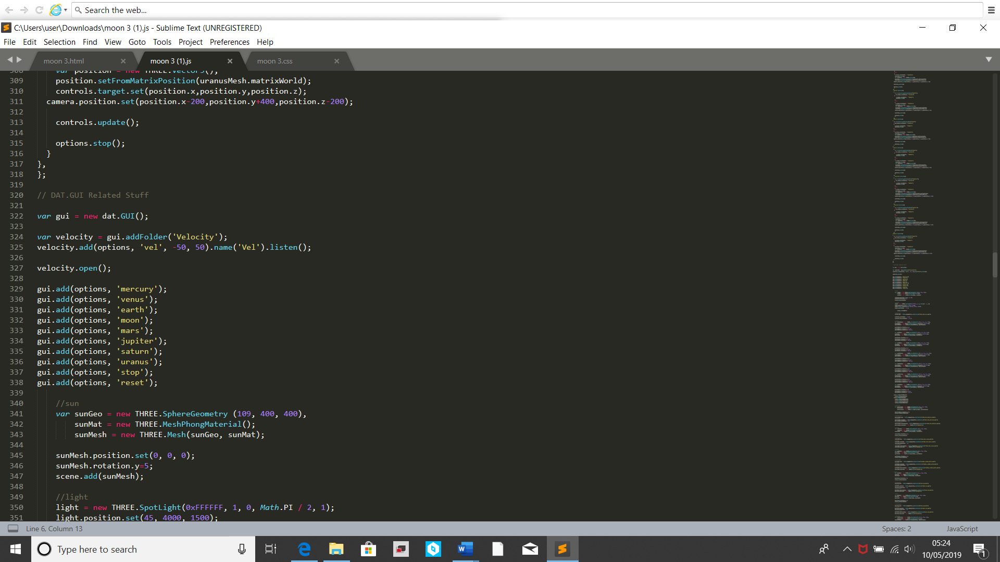 Search the web...
C:\Users\user\Downloads\moon 3 (1).js - Sublime Text (UNREGISTERED)
File Edit Selection Find View Goto Tools Project Preferences Help
moon 3.html moon 3 (1).js moon 3.css
308 var position = new THREE.Vector3();
309 position.setFromMatrixPosition(uranusMesh.matrixWorld);
310 controls.target.set(position.x,position.y,position.z);
311 camera.position.set(position.x-200,position.y+400,position.z-200);
312
313 controls.update();
314
315 options.stop();
316 }
317 },
318 };
319
320 // DAT.GUI Related Stuff
321
322 var gui = new dat.GUI();
323
324 var velocity = gui.addFolder('Velocity');
325 velocity.add(options, 'vel', -50, 50).name('Vel').listen();
326
327 velocity.open();
328
329 gui.add(options, 'mercury');
330 gui.add(options, 'venus');
331 gui.add(options, 'earth');
332 gui.add(options, 'moon');
333 gui.add(options, 'mars');
334 gui.add(options, 'jupiter');
335 gui.add(options, 'saturn');
336 gui.add(options, 'uranus');
337 gui.add(options, 'stop');
338 gui.add(options, 'reset');
339
340 //sun
341 var sunGeo = new THREE.SphereGeometry (109, 400, 400),
342 sunMat = new THREE.MeshPhongMaterial();
343 sunMesh = new THREE.Mesh(sunGeo, sunMat);
344
345 sunMesh.position.set(0, 0, 0);
346 sunMesh.rotation.y=5;
347 scene.add(sunMesh);
348
349 //light
350 light = new THREE.SpotLight(0xFFFFFF, 1, 0, Math.PI / 2, 1);
351 light.position.set(45, 4000, 1500);
Line 6, Column 13 Spaces: 2 JavaScript
Type here to search
05:24
10/05/2019
1